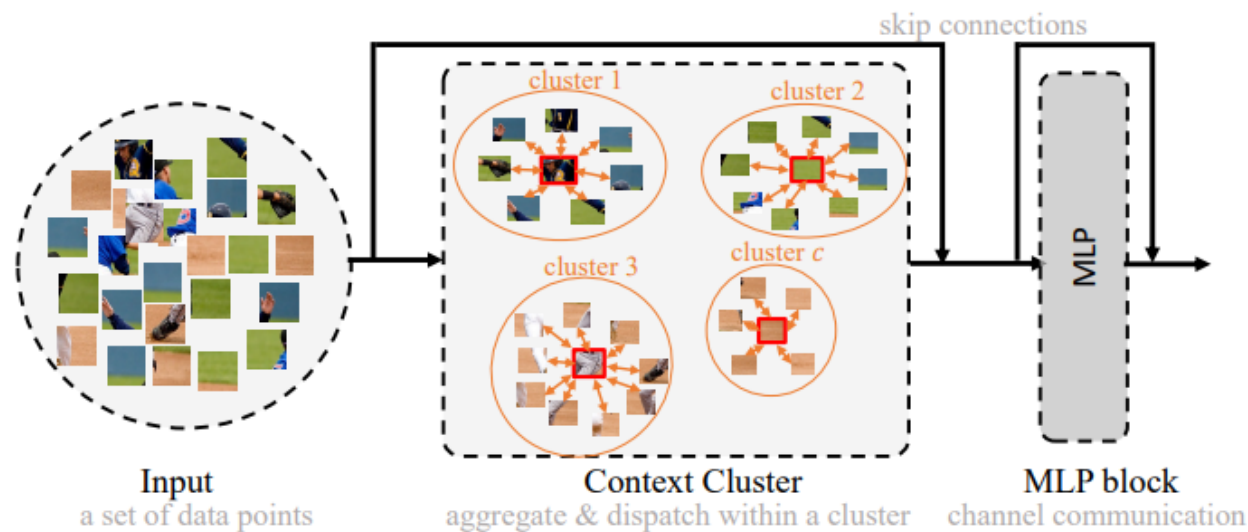 skip connections
cluster 1
cluster 2
cluster 3
cluster c
MLP
Input
Context Cluster
MLP block
a set of data points
aggregate & dispatch within a cluster
channel communication